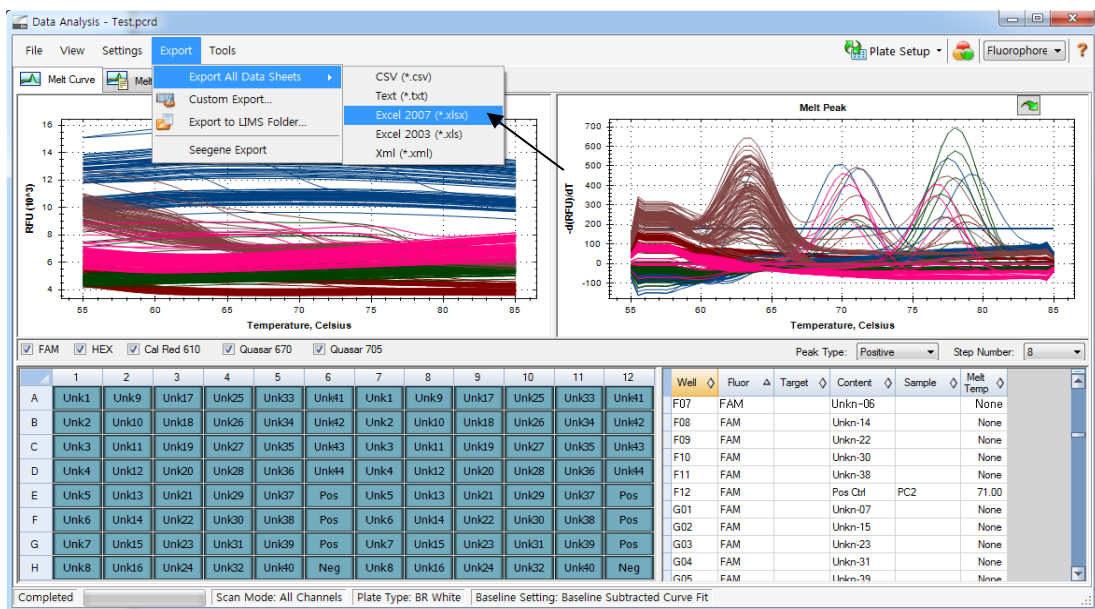 Data Analysis - Test.pcrd
File View Settings Export Tools Plate Setup Fluorophore ?
Melt Curve Mel
Export All Data Sheets
Custom Export...
Export to LIMS Folder...
Seegene Export
CSV (*.csv)
Text (*.txt)
Excel 2007 (*.xlsx)
Excel 2003 (*.xls)
Xml (*.xml)
16
14
12
10
8
6
4
RFU (10^3)
55 60 65 70 75 80 85
Temperature, Celsius
Melt Peak
700
600
500
400
300
200
100
0
-100
-d(RFU)/dT
55 60 65 70 75 80 85
Temperature, Celsius
FAM HEX Cal Red 610 Quasar 670 Quasar 705
Peak Type: Positive Step Number: 8
1 2 3 4 5 6 7 8 9 10 11 12
A Unk1 Unk9 Unk17 Unk25 Unk33 Unk41 Unk1 Unk9 Unk17 Unk25 Unk33 Unk41
B Unk2 Unk10 Unk18 Unk26 Unk34 Unk42 Unk2 Unk10 Unk18 Unk26 Unk34 Unk42
C Unk3 Unk11 Unk19 Unk27 Unk35 Unk43 Unk3 Unk11 Unk19 Unk27 Unk35 Unk43
D Unk4 Unk12 Unk20 Unk28 Unk36 Unk44 Unk4 Unk12 Unk20 Unk28 Unk36 Unk44
E Unk5 Unk13 Unk21 Unk29 Unk37 Pos Unk5 Unk13 Unk21 Unk29 Unk37 Pos
F Unk6 Unk14 Unk22 Unk30 Unk38 Pos Unk6 Unk14 Unk22 Unk30 Unk38 Pos
G Unk7 Unk15 Unk23 Unk31 Unk39 Pos Unk7 Unk15 Unk23 Unk31 Unk39 Pos
H Unk8 Unk16 Unk24 Unk32 Unk40 Neg Unk8 Unk16 Unk24 Unk32 Unk40 Neg
Well Fluor Target Content Sample Melt Temp
F07 FAM Unkn-06 None
F08 FAM Unkn-14 None
F09 FAM Unkn-22 None
F10 FAM Unkn-30 None
F11 FAM Unkn-38 None
F12 FAM Pos Ctrl PC2 71.00
G01 FAM Unkn-07 None
G02 FAM Unkn-15 None
G03 FAM Unkn-23 None
G04 FAM Unkn-31 None
G05 FAM Unkn-39 None
Completed Scan Mode: All Channels Plate Type: BR White Baseline Setting: Baseline Subtracted Curve Fit